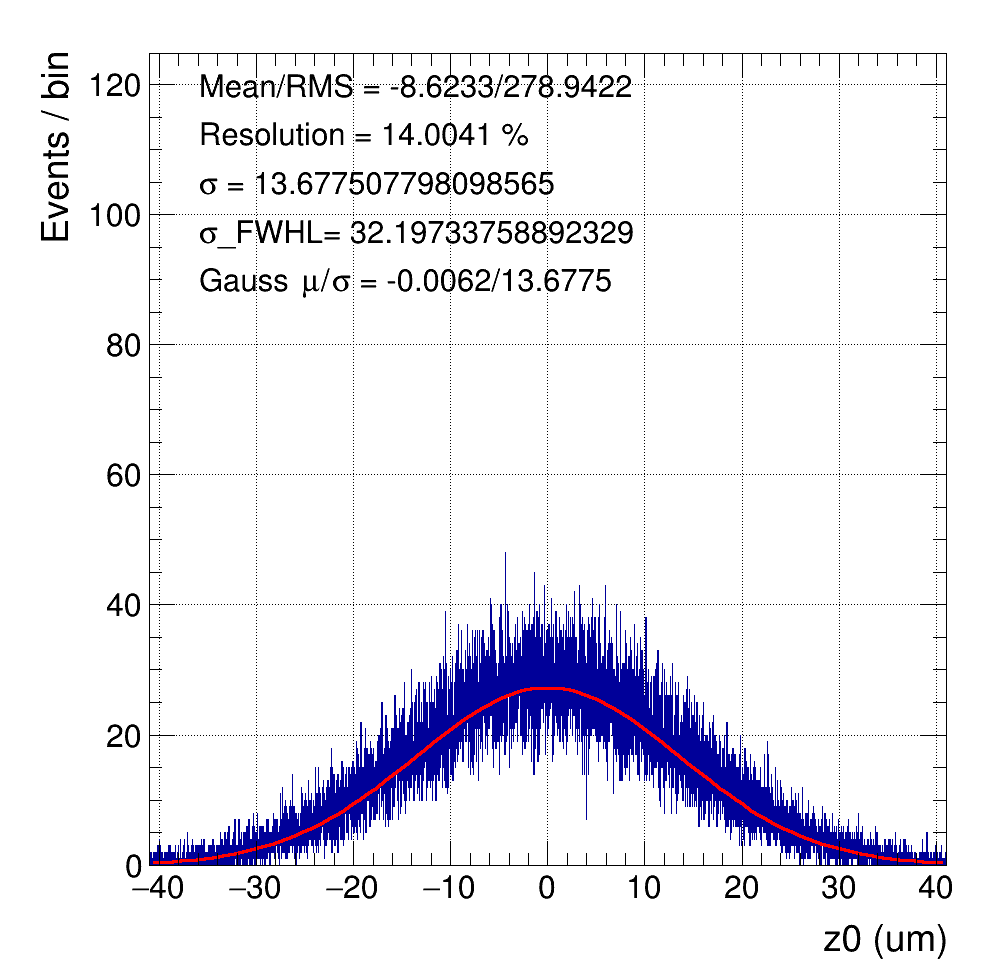 Events / bin
120
100
80
60
40
20
0
Mean/RMS = -8.6233/278.9422
Resolution = 14.0041 %
σ = 13.677507798098565
σ_FWHL= 32.19733758892329
Gauss μ/σ = -0.0062/13.6775
−40 −30 −20 −10 0 10 20 30 40
z0 (um)